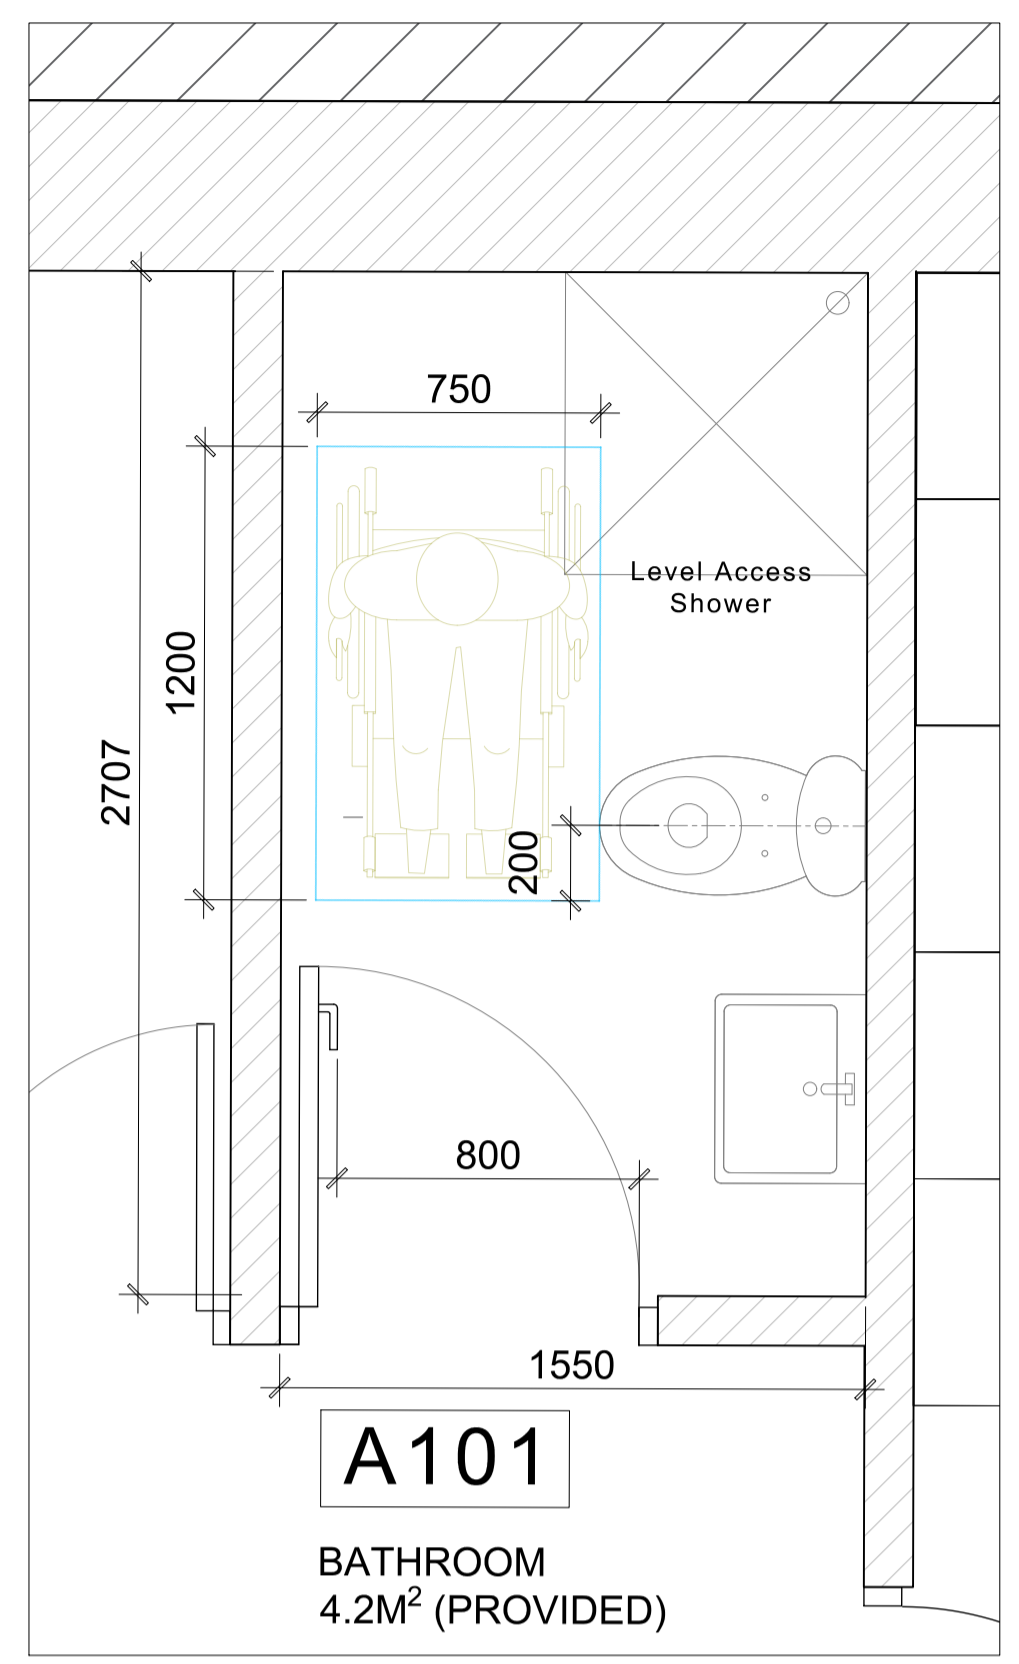 750
Level Access
Shower
1200
2707
200
800
1550
A101
BATHROOM
4.2M² (PROVIDED)